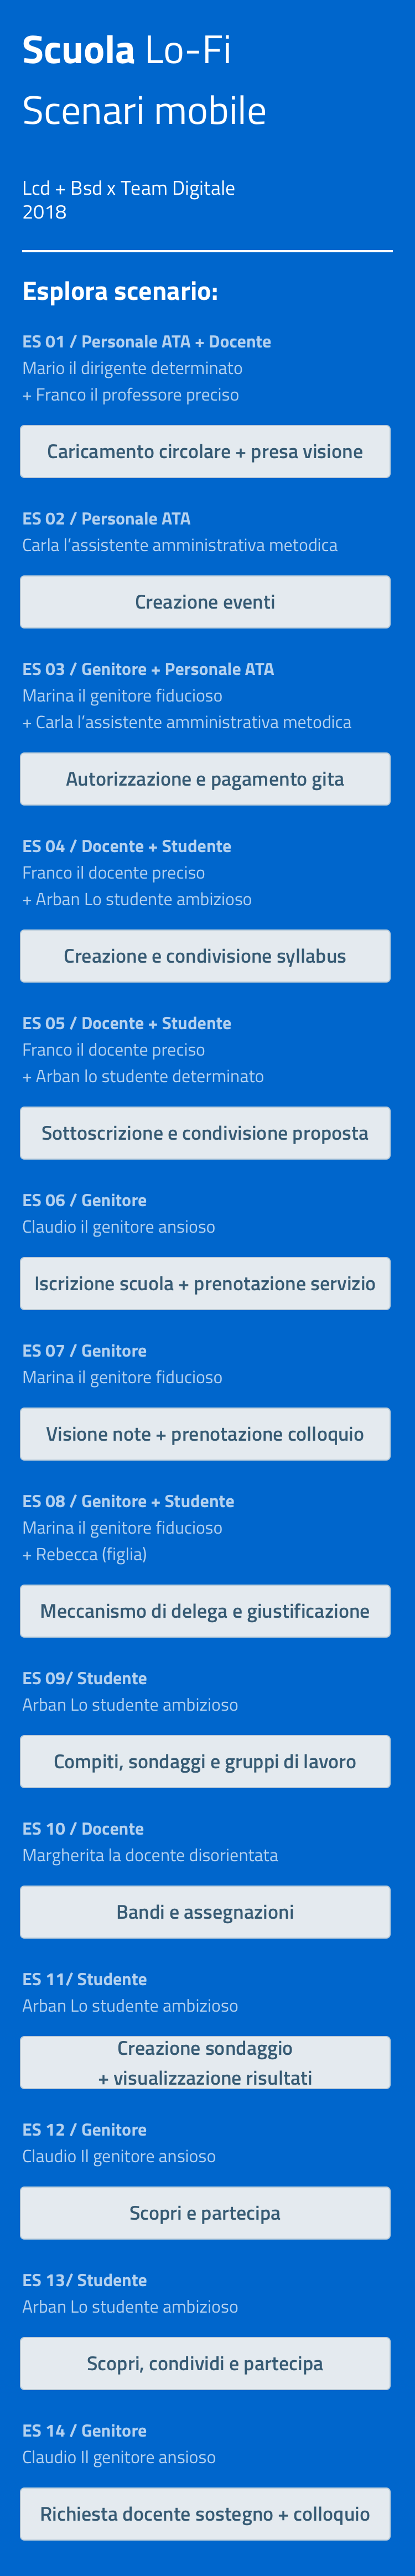 Scuola Lo-Fi
Scenari mobile
Lcd + Bsd x Team Digitale
2018
Esplora scenario:
ES 01 / Personale ATA + Docente
Mario il dirigente determinato
+ Franco il professore preciso
Caricamento circolare + presa visione
ES 02 / Personale ATA
Carla l’assistente amministrativa metodica
Creazione eventi
ES 03 / Genitore + Personale ATA
Marina il genitore fiducioso
+ Carla l’assistente amministrativa metodica
Autorizzazione e pagamento gita
ES 04 / Docente + Studente
Franco il docente preciso
+ Arban Lo studente ambizioso
Creazione e condivisione syllabus
ES 05 / Docente + Studente
Franco il docente preciso
+ Arban lo studente determinato
Sottoscrizione e condivisione proposta
ES 06 / Genitore
Claudio il genitore ansioso
Iscrizione scuola + prenotazione servizio
ES 07 / Genitore
Marina il genitore fiducioso
Visione note + prenotazione colloquio
ES 08 / Genitore + Studente
Marina il genitore fiducioso
+ Rebecca (figlia)
Meccanismo di delega e giustificazione
ES 09/ Studente
Arban Lo studente ambizioso
Compiti, sondaggi e gruppi di lavoro
ES 10 / Docente
Margherita la docente disorientata
Bandi e assegnazioni
ES 11/ Studente
Arban Lo studente ambizioso
Creazione sondaggio
+ visualizzazione risultati
ES 12 / Genitore
Claudio Il genitore ansioso
Scopri e partecipa
ES 13/ Studente
Arban Lo studente ambizioso
Scopri, condividi e partecipa
ES 14 / Genitore
Claudio Il genitore ansioso
Richiesta docente sostegno + colloquio